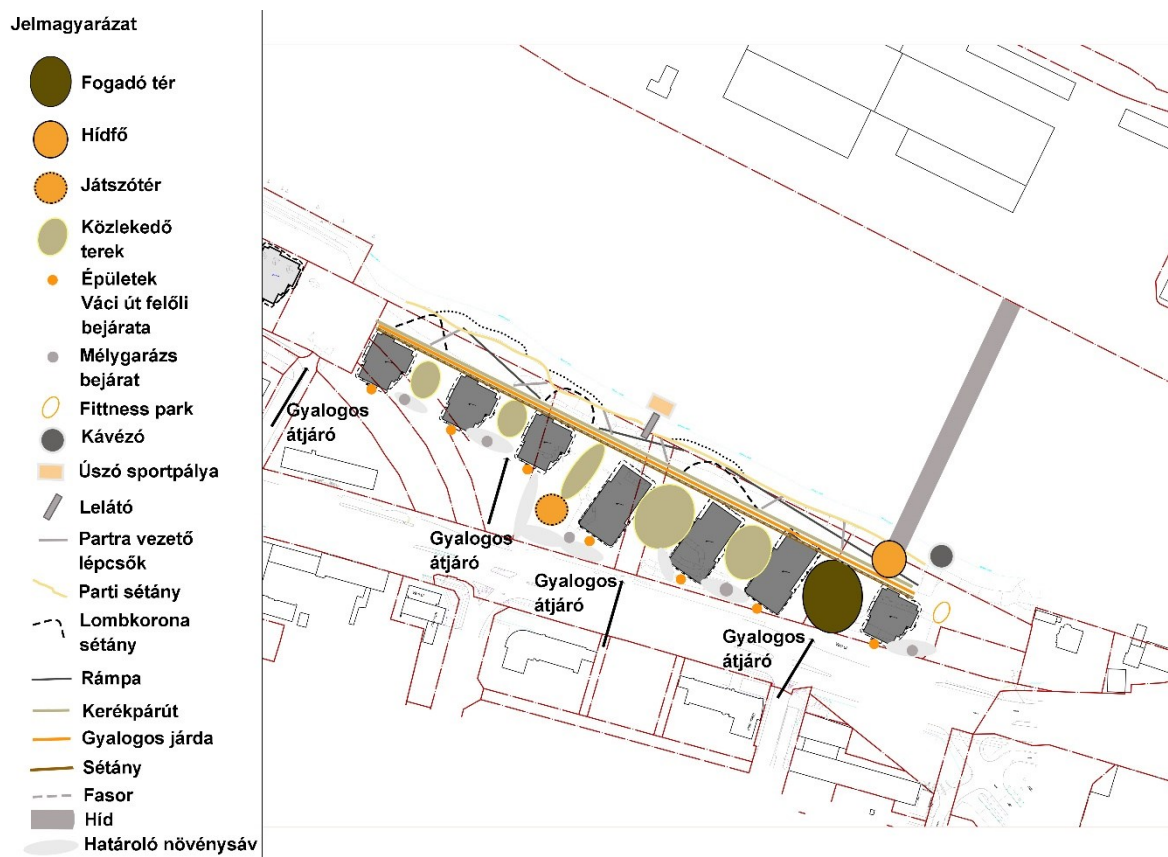 Jelmagyarázat
Fogadó tér
Hídfő
Játszótér
Közlekedő
terek
Épületek
Váci út felőli
bejárata
Mélygarázs
bejárat
Fittness park
Kávézó
Úszó sportpálya
Lelátó
Partra vezető
lépcsők
Parti sétány
Lombkorona
sétány
Rámpa
Kerékpárút
Gyalogos járda
Sétány
Fasor
Híd
Határoló növénysáv
Gyalogos
átjáró
Gyalogos
átjáró
Gyalogos
átjáró
Gyalogos
átjáró